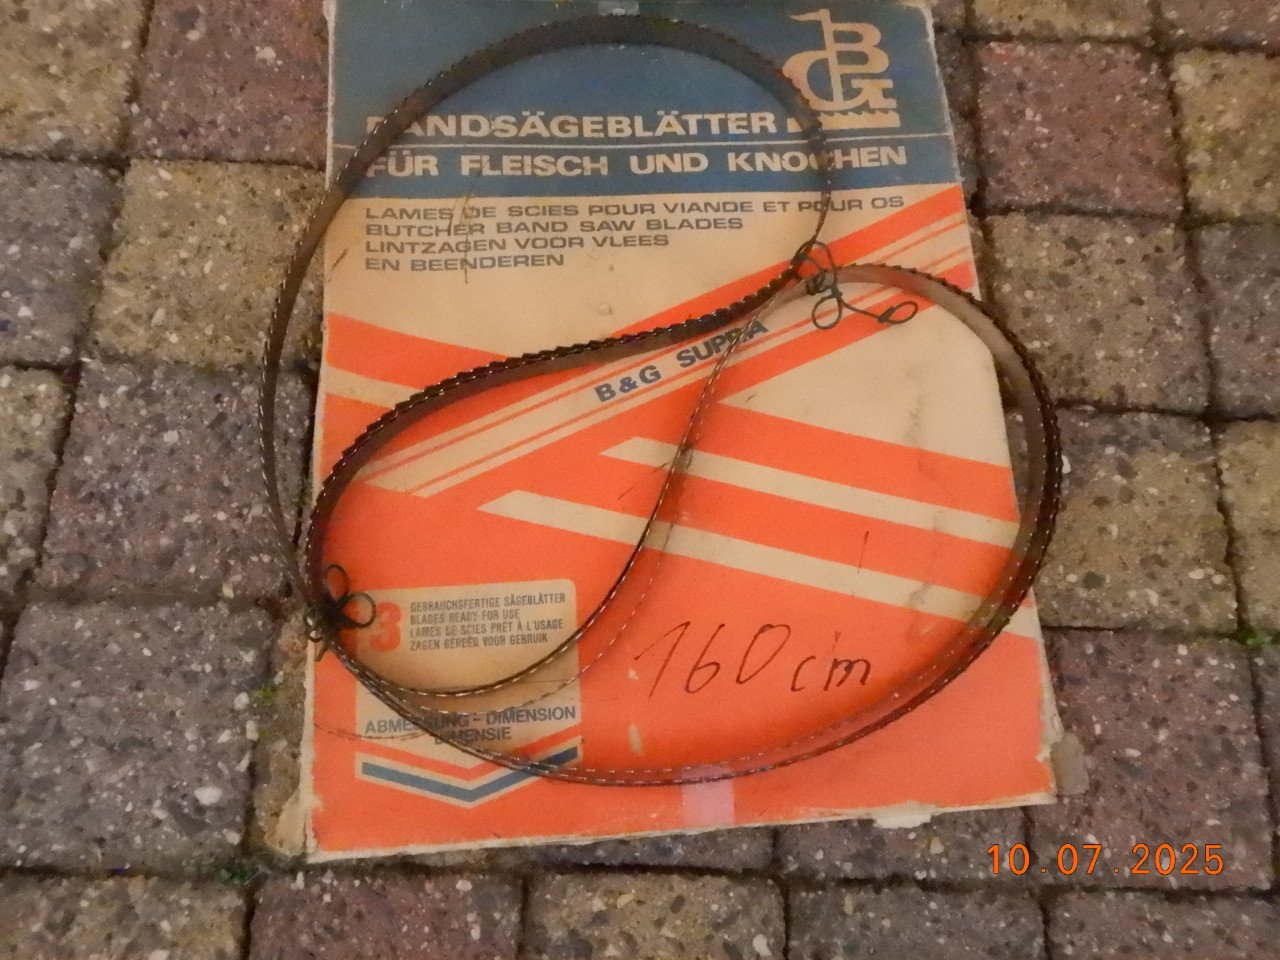 BG
BANDSÄGEBLÄTTER
FÜR FLEISCH UND KNOCHEN
LAMES DE SCIES POUR VIANDE ET POUR OS
BUTCHER BAND SAW BLADES
LINTZAGEN VOOR VLEES
EN BEENDEREN
B&G SUPRA
3
GEBRAUCHSFERTIGE SÄGEBLÄTTER
BLADES READY FOR USE
LAMES DE SCIES PRÊT À L'USAGE
ZAGEN GEREED VOOR GEBRUIK
160 cm
ABMESSUNG - DIMENSION
DIMENSIE
10.07.2025